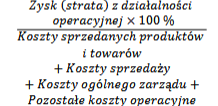 Zysk (strata) z działalności
operacyjnej × 100 %
Koszty sprzedanych produktów
i towarów
+ Koszty sprzedaży
+ Koszty ogólnego zarządu +
Pozostałe koszty operacyjne